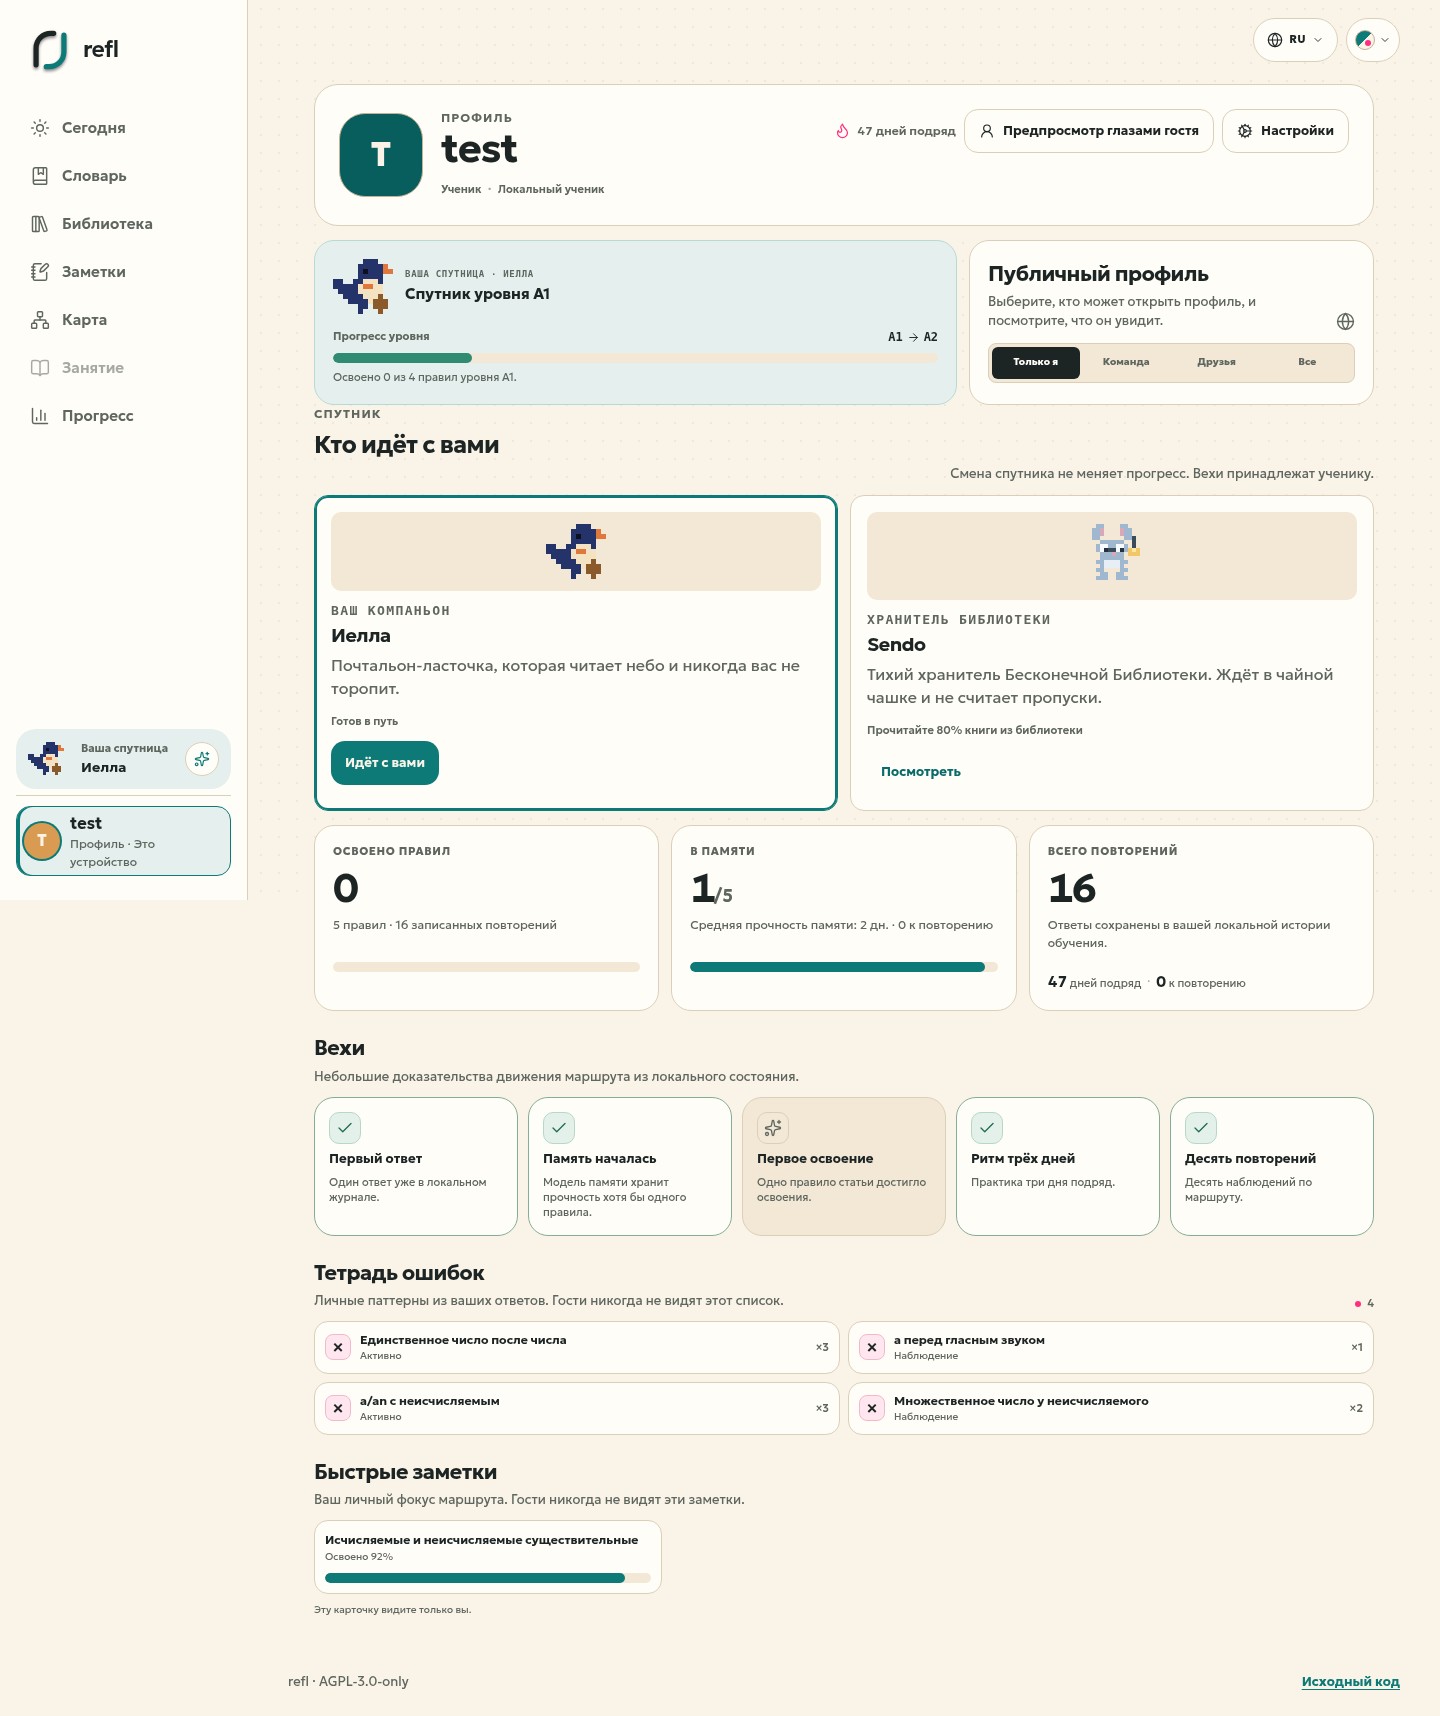 refl
Сегодня
Словарь
Библиотека
Заметки
Карта
Занятие
Прогресс
Ваша спутница
Иелла
T
test
Профиль · Это
устройство
RU
T
ПРОФИЛЬ
test
Ученик · Локальный ученик
47 дней подряд
Предпросмотр глазами гостя
Настройки
ВАША СПУТНИЦА · ИЕЛЛА
Спутник уровня A1
Прогресс уровня
A1 → A2
Освоено 0 из 4 правил уровня A1.
Публичный профиль
Выберите, кто может открыть профиль, и
посмотрите, что он увидит.
Только я
Команда
Друзья
Все
СПУТНИК
Кто идёт с вами
Смена спутника не меняет прогресс. Вехи принадлежат ученику.
ВАШ КОМПАНЬОН
Иелла
Почтальон-ласточка, которая читает небо и никогда вас не
торопит.
Готов в путь
Идёт с вами
ХРАНИТЕЛЬ БИБЛИОТЕКИ
Sendo
Тихий хранитель Бесконечной Библиотеки. Ждёт в чайной
чашке и не считает пропуски.
Прочитайте 80% книги из библиотеки
Посмотреть
ОСВОЕНО ПРАВИЛ
0
5 правил · 16 записанных повторений
В ПАМЯТИ
1/5
Средняя прочность памяти: 2 дн. · 0 к повторению
ВСЕГО ПОВТОРЕНИЙ
16
Ответы сохранены в вашей локальной истории
обучения.
47 дней подряд · 0 к повторению
Вехи
Небольшие доказательства движения маршрута из локального состояния.
Первый ответ
Один ответ уже в локальном
журнале.
Память началась
Модель памяти хранит
прочность хотя бы одного
правила.
Первое освоение
Одно правило статьи достигло
освоения.
Ритм трёх дней
Практика три дня подряд.
Десять повторений
Десять наблюдений по
маршруту.
Тетрадь ошибок
Личные паттерны из ваших ответов. Гости никогда не видят этот список.
4
Единственное число после числа
Активно
×3
a перед гласным звуком
Наблюдение
×1
a/an с неисчисляемым
Активно
×3
Множественное число у неисчисляемого
Наблюдение
×2
Быстрые заметки
Ваш личный фокус маршрута. Гости никогда не видят эти заметки.
Исчисляемые и неисчисляемые существительные
Освоено 92%
Эту карточку видите только вы.
refl · AGPL-3.0-only
Исходный код